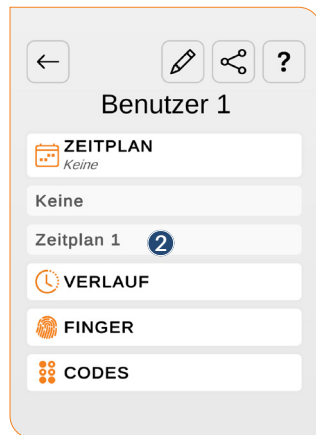 ?
Benutzer 1
ZEITPLAN
Keine
Keine
Zeitplan 1 2
VERLAUF
FINGER
CODES